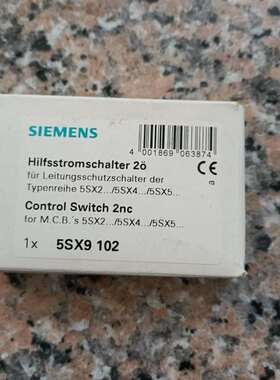 SIEMENS
4 001869 063874
Hilfsstromschalter 2ö
für Leitungsschutzschalter der
Typenreihe 5SX2.../5SX4.../5SX5...
CE
a
Control Switch 2nc
for M.C.B.´s 5SX2.../5SX4.../5SX5...
1x 5SX9 102